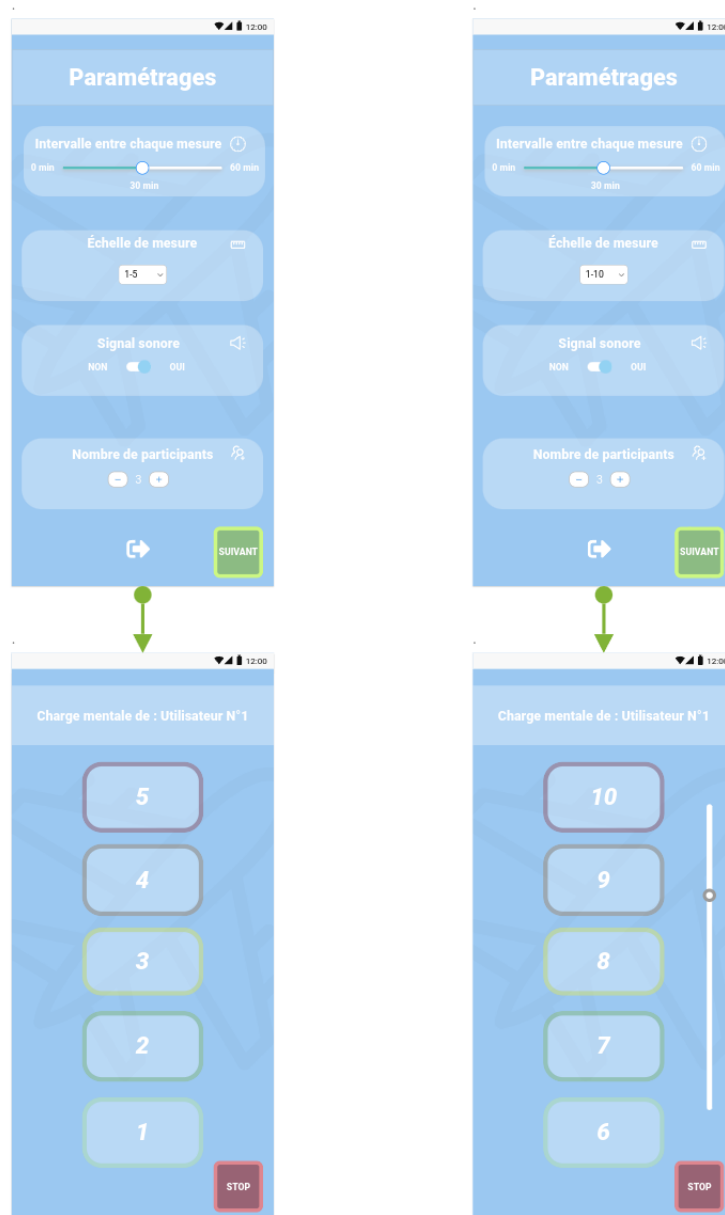 12:00
Paramétrages
Intervalle entre chaque mesure
0 min
60 min
30 min
Échelle de mesure
1-5
Signal sonore
NON
OUI
Nombre de participants
− 3 +
SUIVANT
12:00
Paramétrages
Intervalle entre chaque mesure
0 min
60 min
30 min
Échelle de mesure
1-10
Signal sonore
NON
OUI
Nombre de participants
− 3 +
SUIVANT
12:00
Charge mentale de : Utilisateur N°1
5
4
3
2
1
STOP
12:00
Charge mentale de : Utilisateur N°1
10
9
8
7
6
STOP